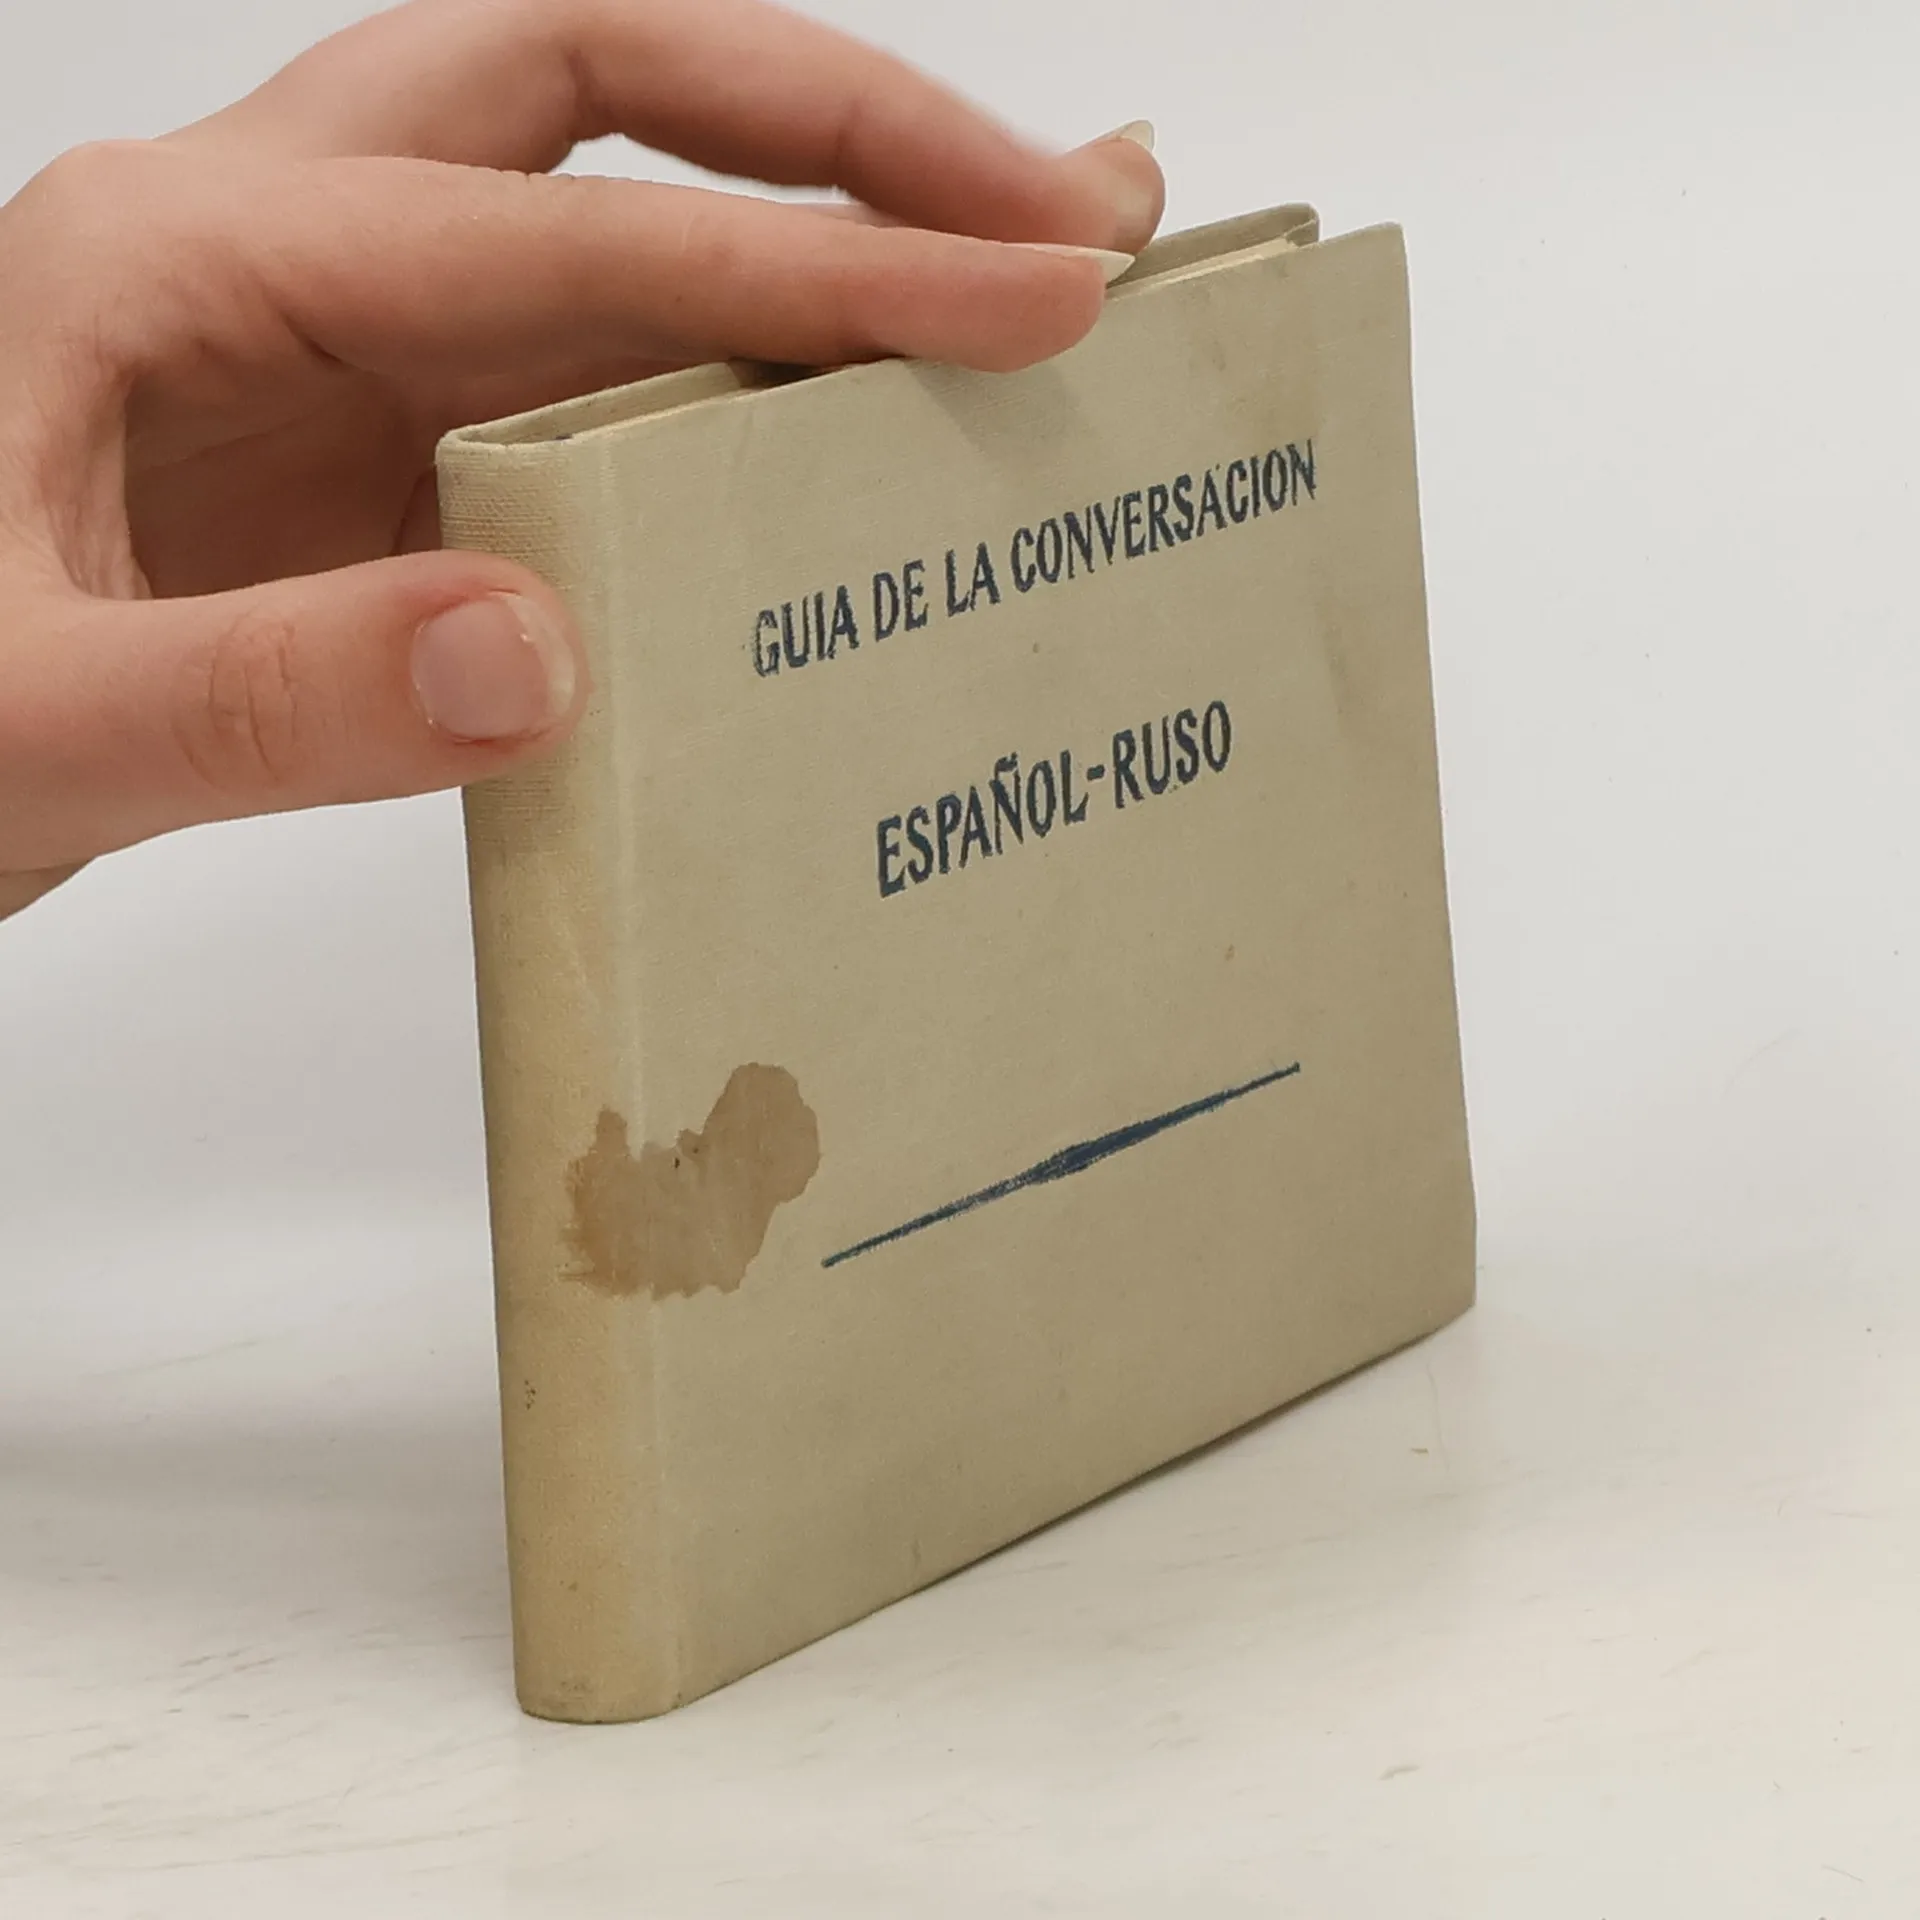 GUIA DE LA CONVERSACION
ESPAÑOL-RUSO